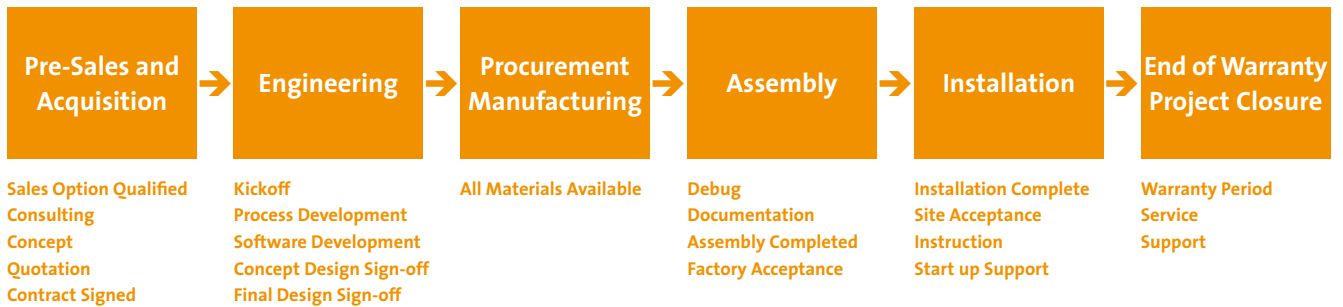 Pre-Sales and
Acquisition
Engineering
Procurement
Manufacturing
Assembly
Installation
End of Warranty
Project Closure
Sales Option Qualified
Consulting
Concept
Quotation
Contract Signed
Kickoff
Process Development
Software Development
Concept Design Sign-off
Final Design Sign-off
All Materials Available
Debug
Documentation
Assembly Completed
Factory Acceptance
Installation Complete
Site Acceptance
Instruction
Start up Support
Warranty Period
Service
Support